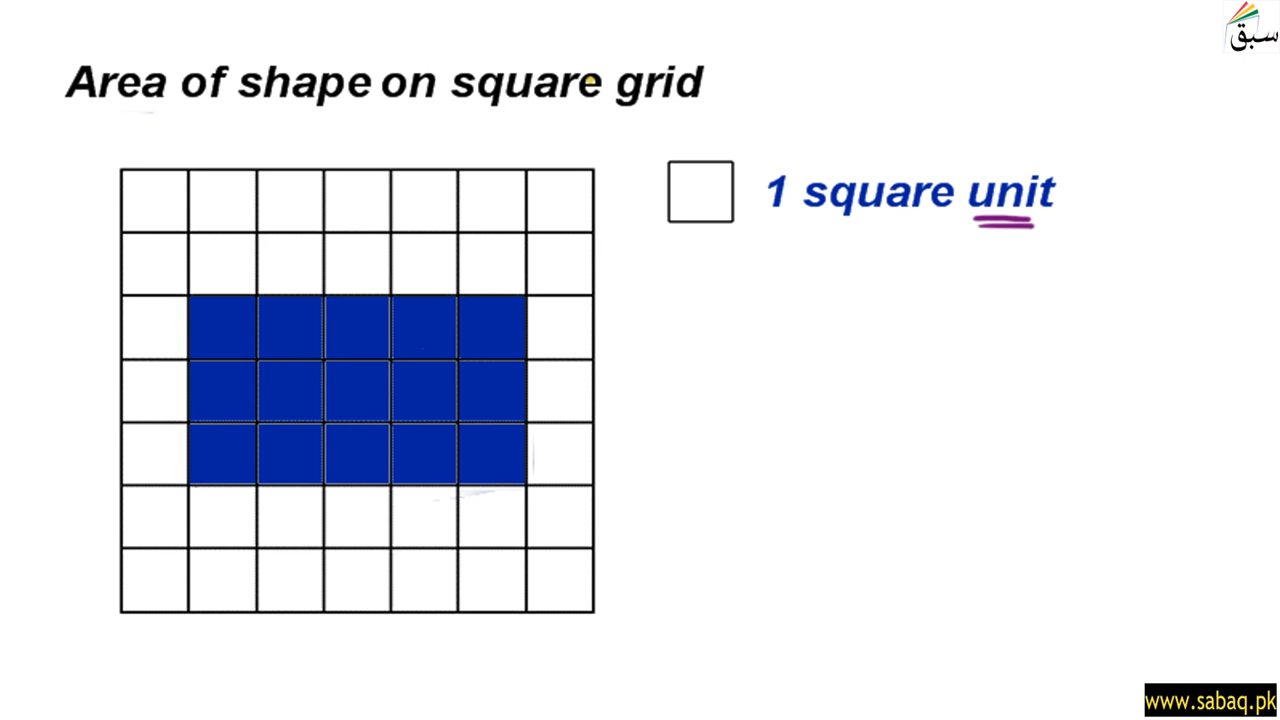 سبق
Area of shape on square grid
1 square unit
www.sabaq.pk